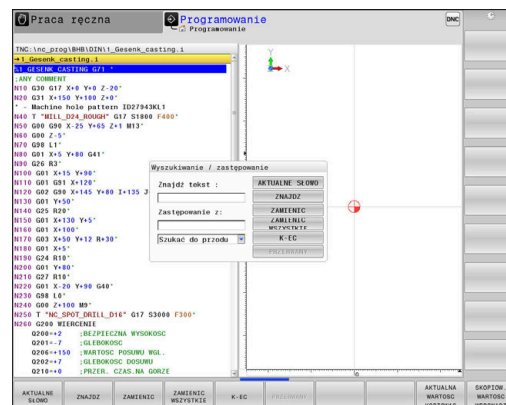 Praca ręczna
Programowanie
Programowanie
DNC
TNC:\nc_prog\BHB\DIN\1_Gesenk_casting.i
→1_Gesenk_casting.i
%1_GESENK_CASTING G71 *
;ANY COMMENT
N10 G30 G17 X+0 Y+0 Z-20*
N20 G31 X+150 Y+100 Z+0*
* - Machine hole pattern ID27943KL1
N40 T "MILL_D24_ROUGH" G17 S1800 F400*
N50 G00 G90 X-25 Y+65 Z+1 M13*
N60 G00 Z-5*
N70 G98 L1*
N80 G01 X+5 Y+80 G41*
N90 G26 R3*
N100 G01 X+15 Y+90*
N110 G01 G91 X+120*
N120 G02 G90 X+145 Y+80 I+135 J
N130 G01 Y+50*
N140 G25 R20*
N150 G01 X+130 Y+5*
N160 G01 X+100*
N170 G03 X+50 Y+12 R+30*
N180 G01 X+5*
N190 G24 R10*
N200 G01 Y+80*
N210 G27 R10*
N220 G01 X-20 Y+90 G40*
N230 G98 L0*
N240 G00 Z+100 M9*
N250 T "NC_SPOT_DRILL_D16" G17 S3000 F300*
N260 G200 WIERCENIE
Q200=+2 ;BEZPIECZNA WYSOKOSC
Q201=-7 ;GLEBOKOSC
Q206=+150 ;WARTOSC POSUWU WGL.
Q202=+7 ;GLEBOKOSC DOSUWU
Q210=+0 ;PRZER. CZAS.NA GORZE
Y
X
Wyszukiwanie / zastępowanie
Znajdź tekst :
Zastępowanie z:
Szukać do przodu
AKTUALNE SŁOWO
ZNAJDZ
ZAMIENIC
ZAMIENIC
WSZYSTKIE
K-EC
PRZERWANY
0
AKTUALNE
SŁOWO
ZNAJDZ
ZAMIENIC
ZAMIENIC
WSZYSTKIE
K-EC
PRZERWANY
AKTUALNA
WARTOSC
SKOPIOW.
WARTOSC